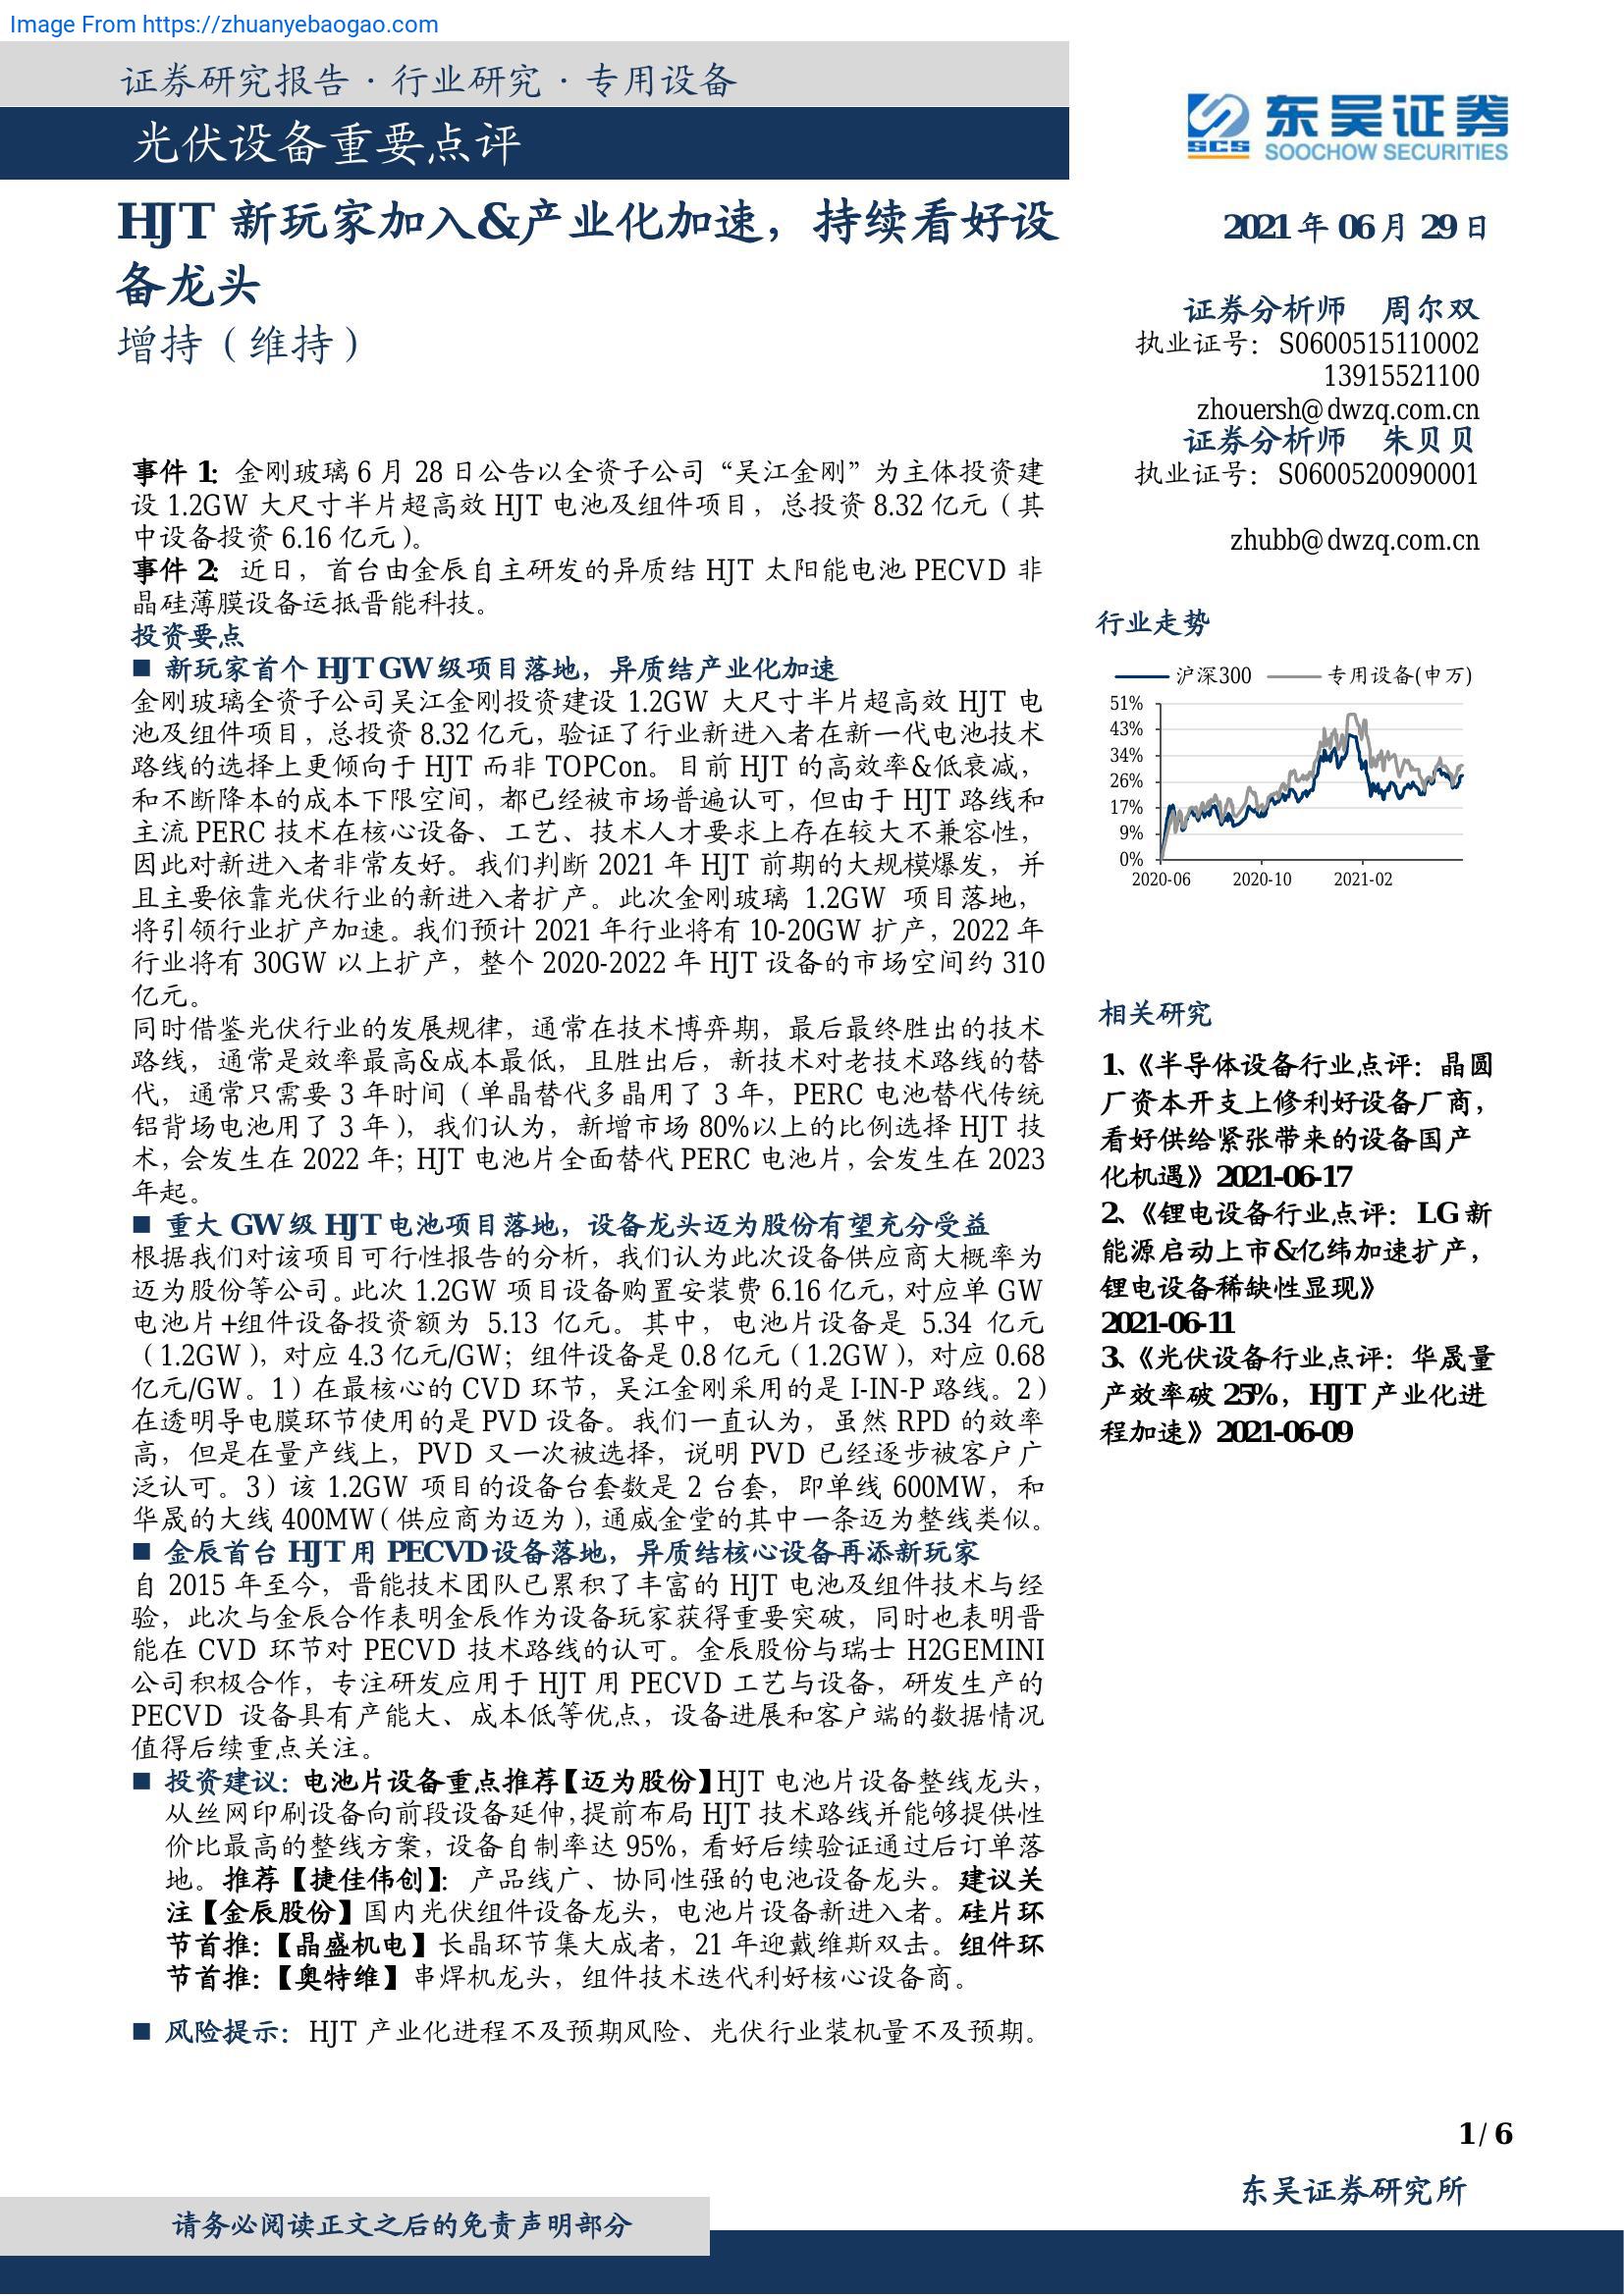 Image From https://zhuanyebaogao.com
证券研究报告·行业研究·专用设备
光伏设备重要点评
SCS
东吴证券
SOOCHOW SECURITIES
HJT 新玩家加入&产业化加速，持续看好设
备龙头
增持（维持）
2021 年 06 月 29 日
证券分析师 周尔双
执业证号：S0600515110002
13915521100
zhouersh@dwzq.com.cn
证券分析师 朱贝贝
执业证号：S0600520090001
zhubb@dwzq.com.cn
事件 1：金刚玻璃 6 月 28 日公告以全资子公司“吴江金刚”为主体投资建
设 1.2GW 大尺寸半片超高效 HJT 电池及组件项目，总投资 8.32 亿元（其
中设备投资 6.16 亿元）。
事件 2：近日，首台由金辰自主研发的异质结 HJT 太阳能电池 PECVD 非
晶硅薄膜设备运抵晋能科技。
投资要点
■ 新玩家首个 HJT GW 级项目落地，异质结产业化加速
金刚玻璃全资子公司吴江金刚投资建设 1.2GW 大尺寸半片超高效 HJT 电
池及组件项目，总投资 8.32 亿元，验证了行业新进入者在新一代电池技术
路线的选择上更倾向于 HJT 而非 TOPCon。目前 HJT 的高效率&低衰减，
和不断降本的成本下限空间，都已经被市场普遍认可，但由于 HJT 路线和
主流 PERC 技术在核心设备、工艺、技术人才要求上存在较大不兼容性，
因此对新进入者非常友好。我们判断 2021 年 HJT 前期的大规模爆发，并
且主要依靠光伏行业的新进入者扩产。此次金刚玻璃 1.2GW 项目落地，
将引领行业扩产加速。我们预计 2021 年行业将有 10-20GW 扩产，2022 年
行业将有 30GW 以上扩产，整个 2020-2022 年 HJT 设备的市场空间约 310
亿元。
同时借鉴光伏行业的发展规律，通常在技术博弈期，最后最终胜出的技术
路线，通常是效率最高&成本最低，且胜出后，新技术对老技术路线的替
代，通常只需要 3 年时间（单晶替代多晶用了 3 年，PERC 电池替代传统
铝背场电池用了 3 年），我们认为，新增市场 80%以上的比例选择 HJT 技
术，会发生在 2022 年；HJT 电池片全面替代 PERC 电池片，会发生在 2023
年起。
■ 重大 GW 级 HJT 电池项目落地，设备龙头迈为股份有望充分受益
根据我们对该项目可行性报告的分析，我们认为此次设备供应商大概率为
迈为股份等公司。此次 1.2GW 项目设备购置安装费 6.16 亿元，对应单 GW
电池片+组件设备投资额为 5.13 亿元。其中，电池片设备是 5.34 亿元
（1.2GW），对应 4.3 亿元/GW；组件设备是 0.8 亿元（1.2GW），对应 0.68
亿元/GW。1）在最核心的 CVD 环节，吴江金刚采用的是 I-IN-P 路线。2）
在透明导电膜环节使用的是 PVD 设备。我们一直认为，虽然 RPD 的效率
高，但是在量产线上，PVD 又一次被选择，说明 PVD 已经逐步被客户广
泛认可。3）该 1.2GW 项目的设备台套数是 2 台套，即单线 600MW，和
华晟的大线 400MW（供应商为迈为），通威金堂的其中一条迈为整线类似。
■ 金辰首台 HJT 用 PECVD 设备落地，异质结核心设备再添新玩家
自 2015 年至今，晋能技术团队已累积了丰富的 HJT 电池及组件技术与经
验，此次与金辰合作表明金辰作为设备玩家获得重要突破，同时也表明晋
能在 CVD 环节对 PECVD 技术路线的认可。金辰股份与瑞士 H2GEMINI
公司积极合作，专注研发应用于 HJT 用 PECVD 工艺与设备，研发生产的
PECVD 设备具有产能大、成本低等优点，设备进展和客户端的数据情况
值得后续重点关注。
■ 投资建议：电池片设备重点推荐【迈为股份】HJT 电池片设备整线龙头，
从丝网印刷设备向前段设备延伸，提前布局 HJT 技术路线并能够提供性
价比最高的整线方案，设备自制率达 95%，看好后续验证通过后订单落
地。推荐【捷佳伟创】：产品线广、协同性强的电池设备龙头。建议关
注【金辰股份】国内光伏组件设备龙头，电池片设备新进入者。硅片环
节首推：【晶盛机电】长晶环节集大成者，21 年迎戴维斯双击。组件环
节首推：【奥特维】串焊机龙头，组件技术迭代利好核心设备商。
■ 风险提示：HJT 产业化进程不及预期风险、光伏行业装机量不及预期。
行业走势
沪深300 专用设备(申万)
51%
43%
34%
26%
17%
9%
0%
2020-06 2020-10 2021-02
相关研究
1、《半导体设备行业点评：晶圆
厂资本开支上修利好设备厂商，
看好供给紧张带来的设备国产
化机遇》2021-06-17
2、《锂电设备行业点评：LG 新
能源启动上市&亿纬加速扩产，
锂电设备稀缺性显现》
2021-06-11
3、《光伏设备行业点评：华晟量
产效率破 25%，HJT 产业化进
程加速》2021-06-09
1 / 6
东吴证券研究所
请务必阅读正文之后的免责声明部分